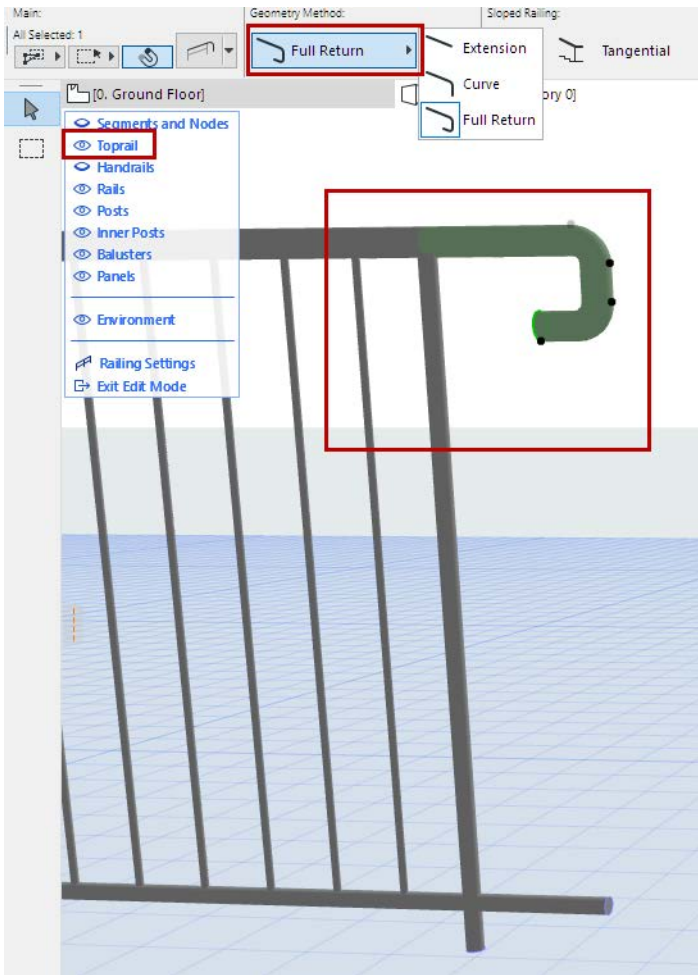 Main:
Geometry Method:
Sloped Railing:
All Selected: 1
Full Return
Extension
Tangential
Curve
Full Return
[0. Ground Floor]
ory 0]
Segments and Nodes
Toprail
Handrails
Rails
Posts
Inner Posts
Balusters
Panels
Environment
Railing Settings
Exit Edit Mode